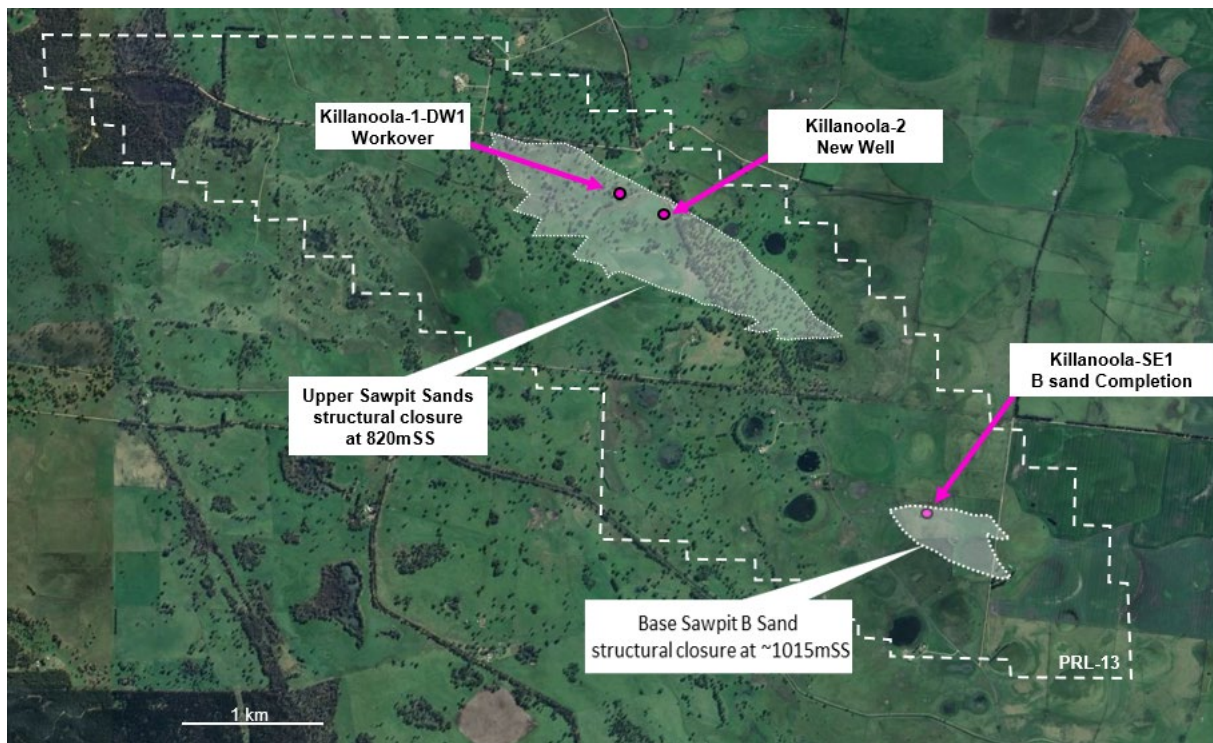 Killanoola-1-DW1
Workover
Killanoola-2
New Well
Upper Sawpit Sands
structural closure
at 820mSS
Killanoola-SE1
B sand Completion
Base Sawpit B Sand
structural closure at ~1015mSS
PRL-13
1 km